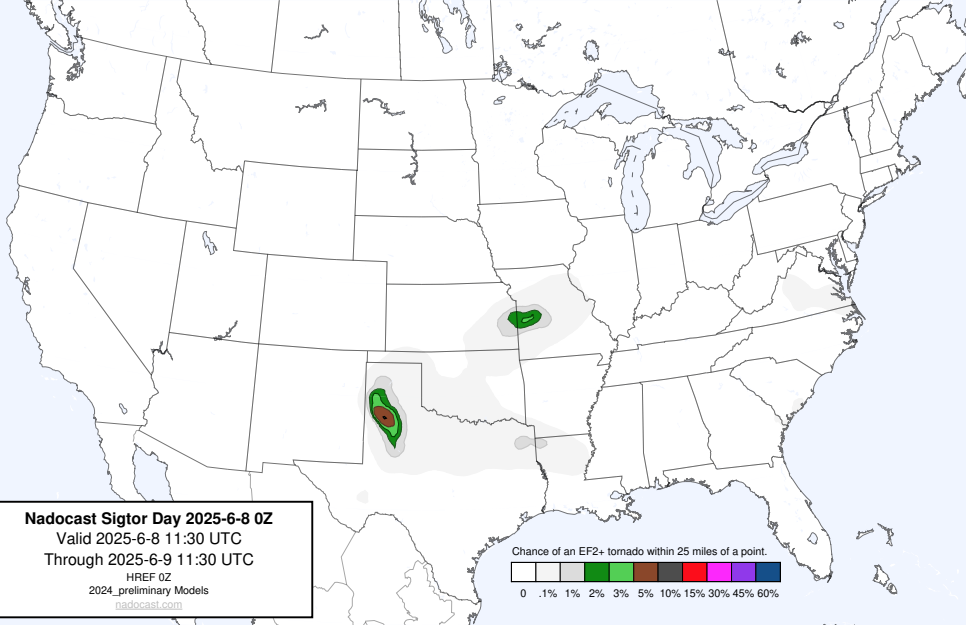 Nadocast Sigtor Day 2025-6-8 0Z
Valid 2025-6-8 11:30 UTC
Through 2025-6-9 11:30 UTC
HREF 0Z
2024_preliminary Models
nadocast.com
Chance of an EF2+ tornado within 25 miles of a point.
0 .1% 1% 2% 3% 5% 10% 15% 30% 45% 60%